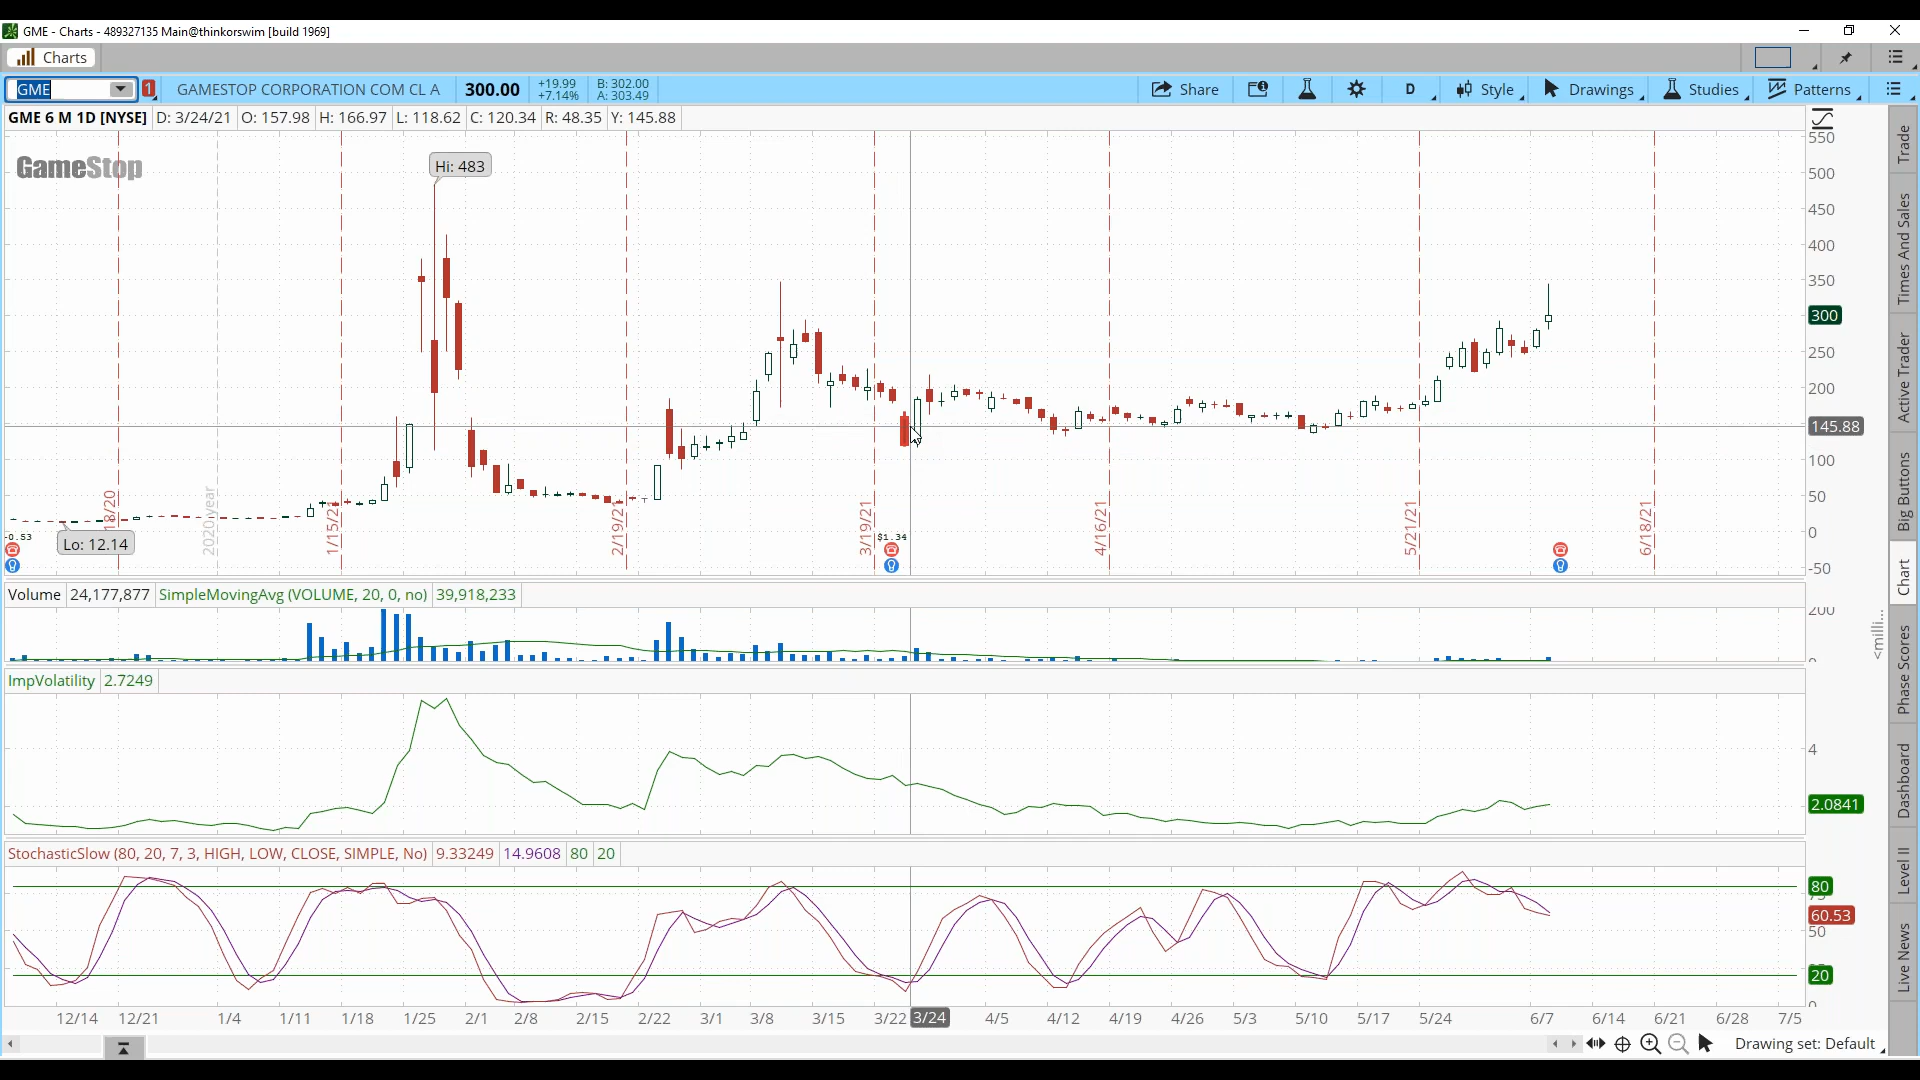 GME - Charts - 489327135 Main@thinkorswim [build 1969]
Charts
GME 1 GAMESTOP CORPORATION COM CL A 300.00 +19.99 +7.14% B: 302.00 A: 303.49 Share D Style Drawings Studies Patterns
GME 6 M 1D [NYSE] D: 3/24/21 O: 157.98 H: 166.97 L: 118.62 C: 120.34 R: 48.35 Y: 145.88
GameStop
Hi: 483
Lo: 12.14
550
500
450
400
350
300
250
200
145.88
100
50
0
-50
18/20
2020 year
1/15/2
2/19/21
3/19/21
4/16/21
5/21/21
6/18/21
-0.53
$1.34
Volume 24,177,877 SimpleMovingAvg (VOLUME, 20, 0, no) 39,918,233
200
0
<milli...
ImpVolatility 2.7249
4
2.0841
StochasticSlow (80, 20, 7, 3, HIGH, LOW, CLOSE, SIMPLE, No) 9.33249 14.9608 80 20
80
60.53
50
20
0
12/14 12/21 1/4 1/11 1/18 1/25 2/1 2/8 2/15 2/22 3/1 3/8 3/15 3/22 3/24 4/5 4/12 4/19 4/26 5/3 5/10 5/17 5/24 6/7 6/14 6/21 6/28 7/5
Drawing set: Default
Trade
Times And Sales
Active Trader
Big Buttons
Chart
Phase Scores
Dashboard
Level II
Live News